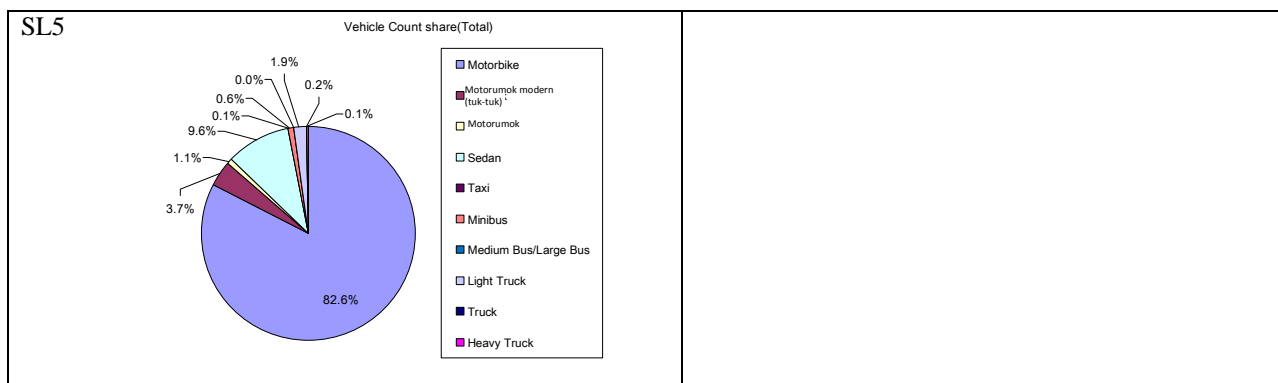 SL5
Vehicle Count share(Total)
1.9%
0.0%
0.2%
0.6%
0.1%
0.1%
9.6%
1.1%
3.7%
82.6%
Motorbike
Motorumok modern
(tuk-tuk) `
Motorumok
Sedan
Taxi
Minibus
Medium Bus/Large Bus
Light Truck
Truck
Heavy Truck